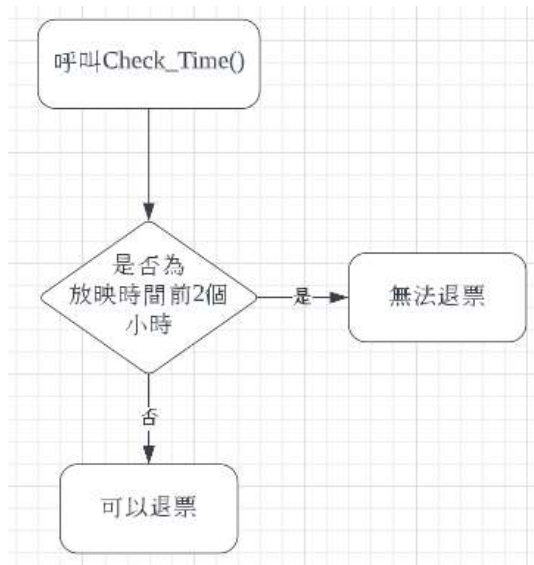 呼叫Check_Time()
是否為
放映時間前2個
小時
是
無法退票
否
可以退票